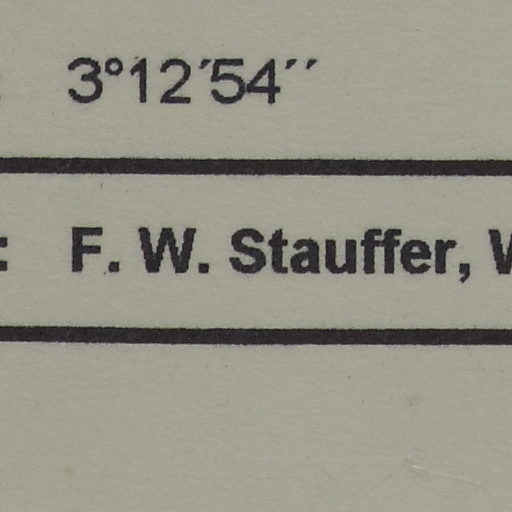 3°12′54′′
: F. W. Stauffer,